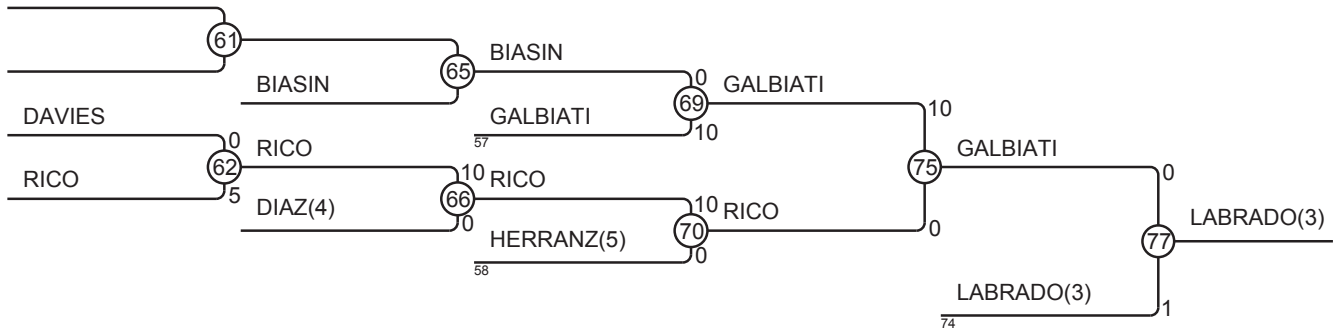 61
BIASIN
65
BIASIN
0
GALBIATI
69
GALBIATI
57
10
10
DAVIES
0
RICO
62
RICO
5
10
RICO
66
DIAZ(4)
0
10
RICO
70
HERRANZ(5)
58
0
GALBIATI
75
0
0
LABRADO(3)
77
LABRADO(3)
74
1